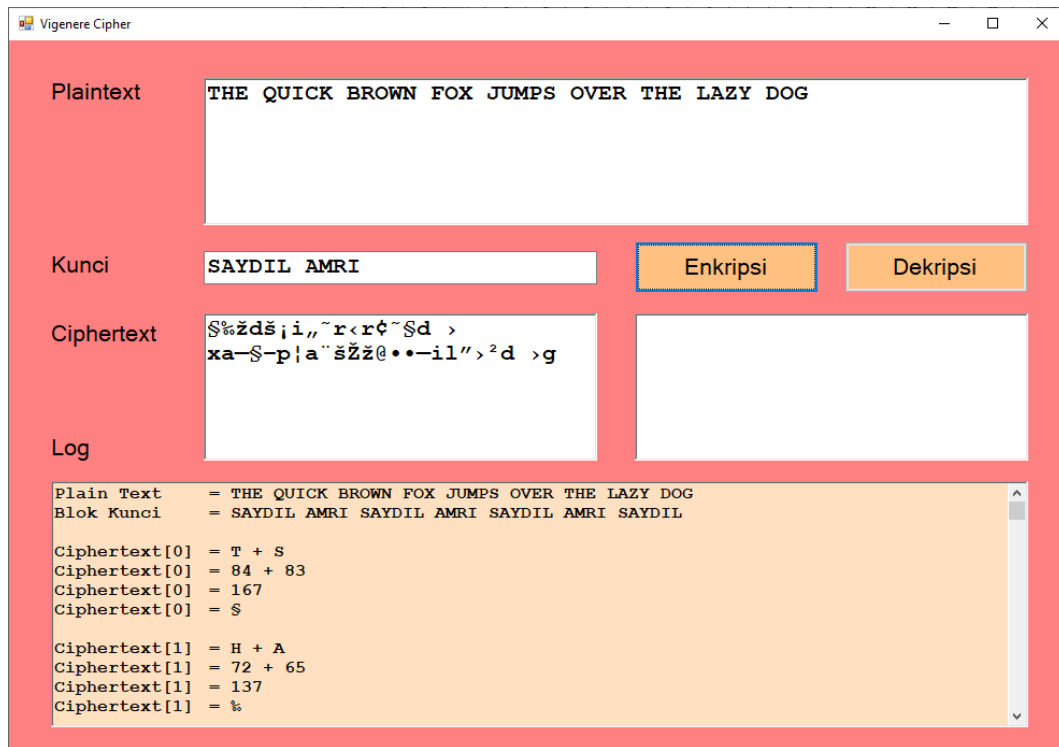 Vigenere Cipher
Plaintext
THE QUICK BROWN FOX JUMPS OVER THE LAZY DOG
Kunci
SAYDIL AMRI
Enkripsi
Dekripsi
Ciphertext
§‰ždš¡i„˜r‹r¢˜§d ›
xa—§–p¦a¨šŽž@••—il”›²d ›g
Log
Plain Text = THE QUICK BROWN FOX JUMPS OVER THE LAZY DOG
Blok Kunci = SAYDIL AMRI SAYDIL AMRI SAYDIL AMRI SAYDIL
Ciphertext[0] = T + S
Ciphertext[0] = 84 + 83
Ciphertext[0] = 167
Ciphertext[0] = §
Ciphertext[1] = H + A
Ciphertext[1] = 72 + 65
Ciphertext[1] = 137
Ciphertext[1] = ‰